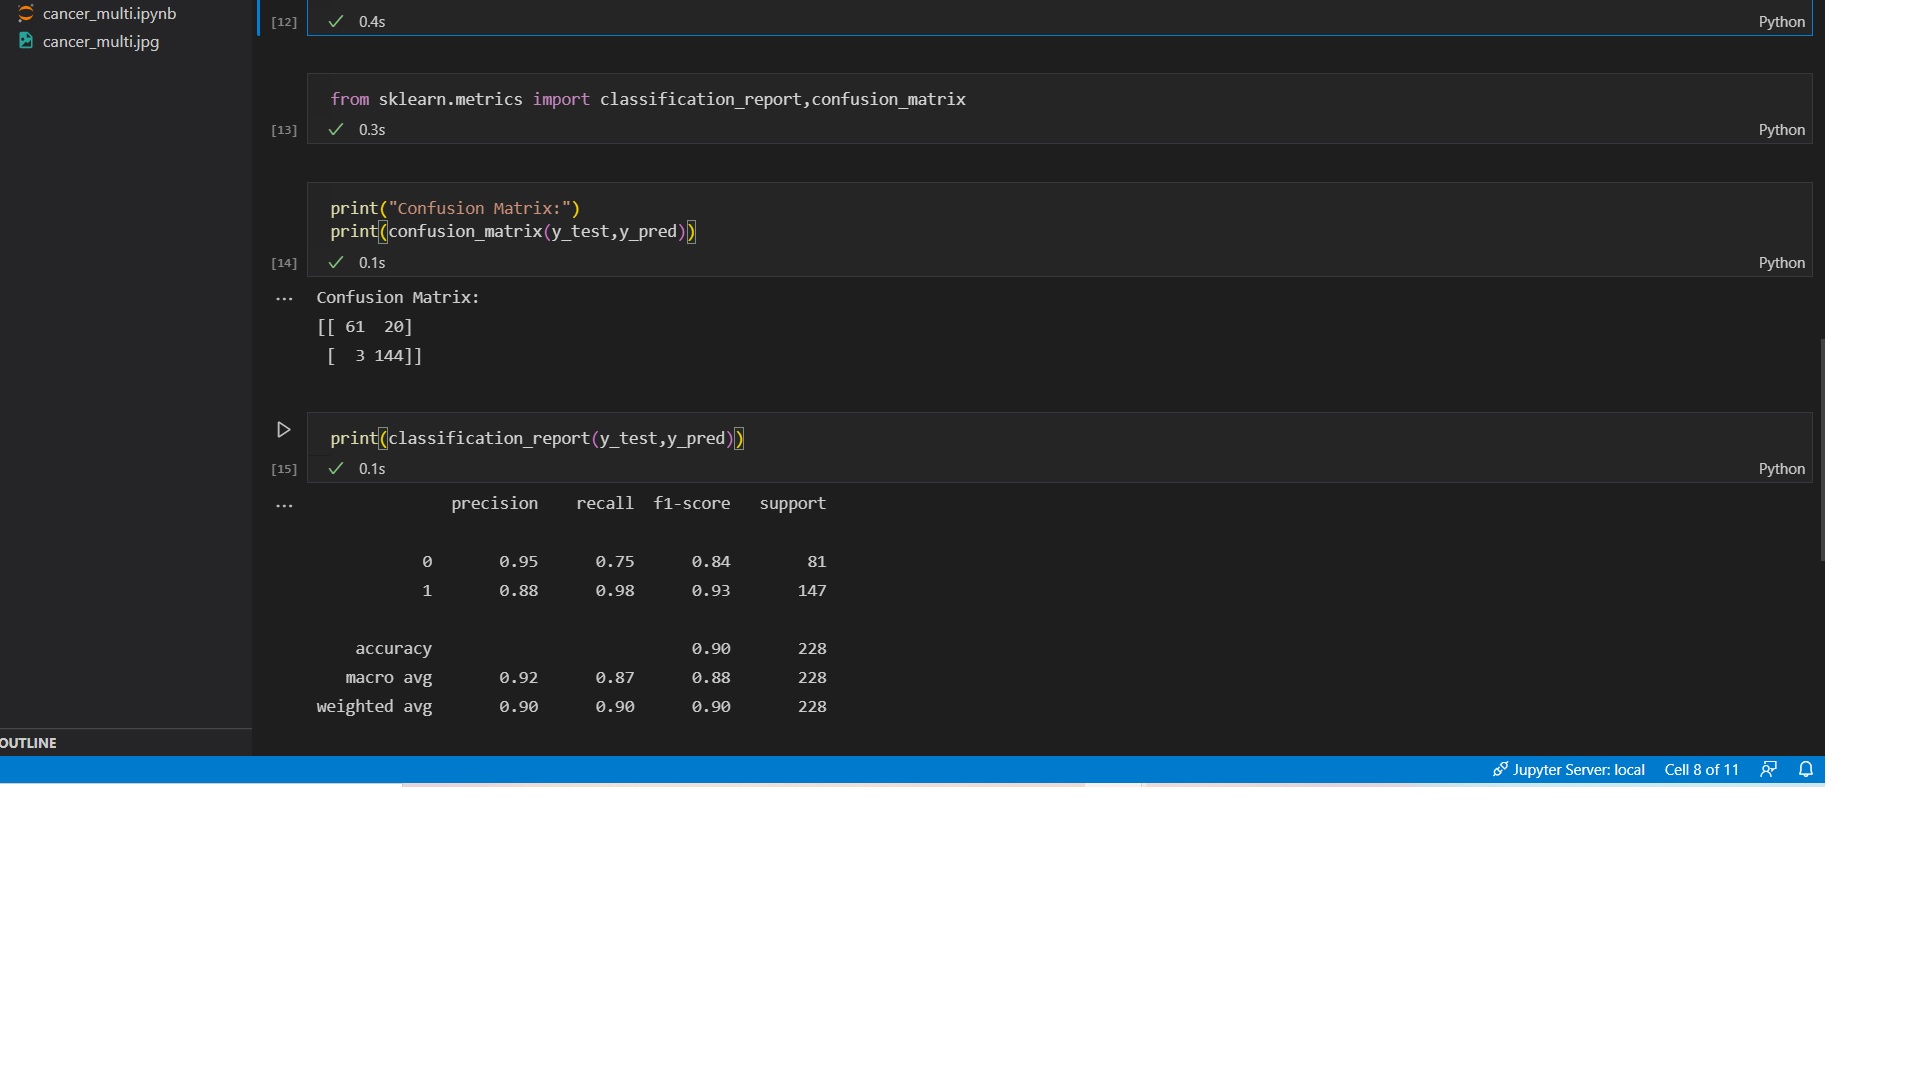 cancer_multi.ipynb
cancer_multi.jpg
[12] 0.4s Python
from sklearn.metrics import classification_report,confusion_matrix
[13] 0.3s Python
print("Confusion Matrix:")
print(confusion_matrix(y_test,y_pred))
[14] 0.1s Python
... Confusion Matrix:
[[ 61  20]
 [  3 144]]
print(classification_report(y_test,y_pred))
[15] 0.1s Python
... precision recall f1-score support
0 0.95 0.75 0.84 81
1 0.88 0.98 0.93 147
accuracy 0.90 228
macro avg 0.92 0.87 0.88 228
weighted avg 0.90 0.90 0.90 228
OUTLINE
Jupyter Server: local Cell 8 of 11